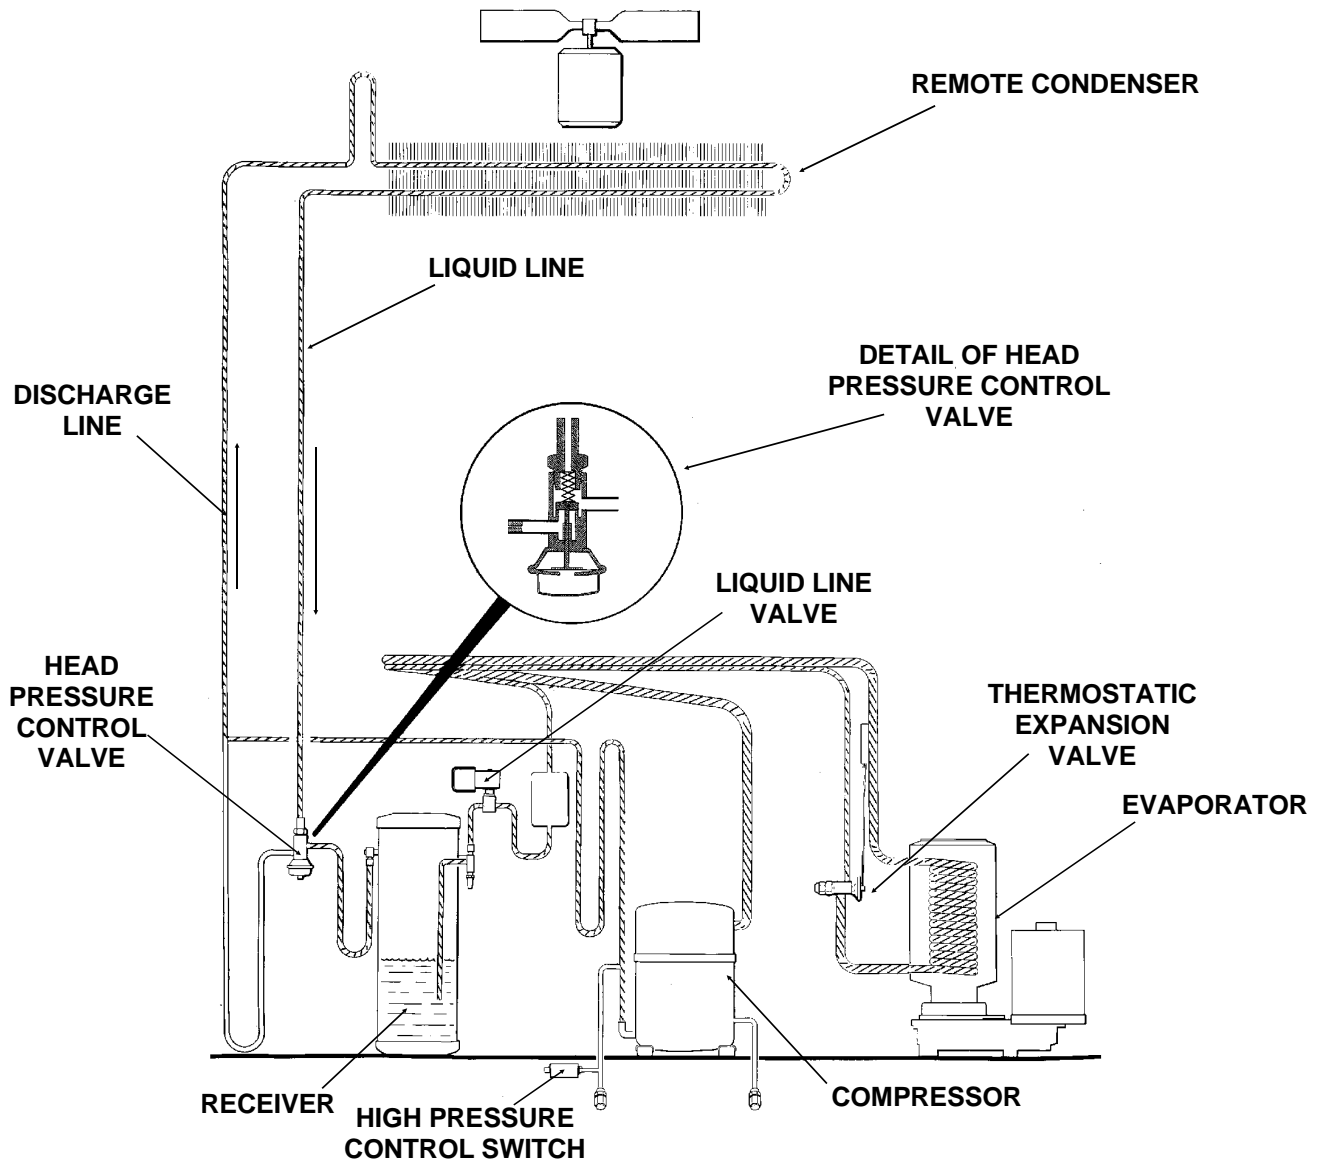 REMOTE CONDENSER
LIQUID LINE
DETAIL OF HEAD
PRESSURE CONTROL
VALVE
DISCHARGE
LINE
LIQUID LINE
VALVE
HEAD
PRESSURE
CONTROL
VALVE
THERMOSTATIC
EXPANSION
VALVE
EVAPORATOR
RECEIVER
HIGH PRESSURE
CONTROL SWITCH
COMPRESSOR